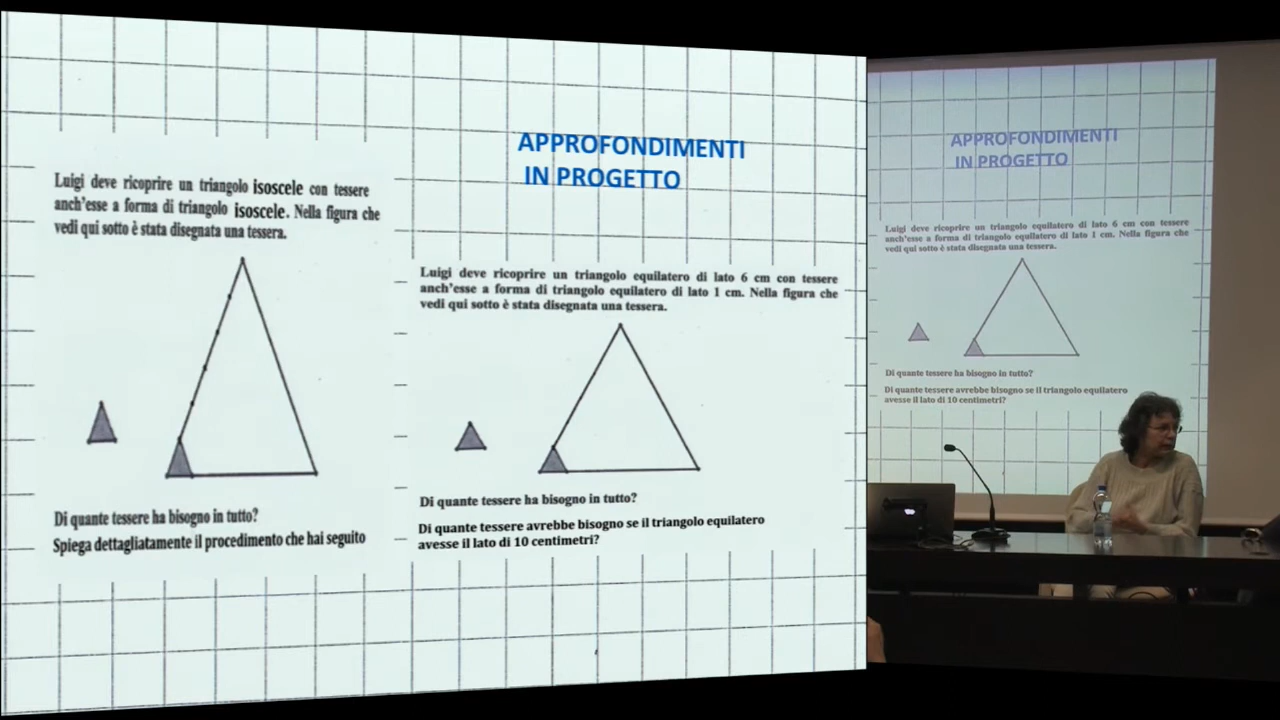 APPROFONDIMENTI
IN PROGETTO
Luigi deve ricoprire un triangolo isoscele con tessere
anch'esse a forma di triangolo isoscele. Nella figura che
vedi qui sotto è stata disegnata una tessera.
Di quante tessere ha bisogno in tutto?
Spiega dettagliatamente il procedimento che hai seguito
Luigi deve ricoprire un triangolo equilatero di lato 6 cm con tessere
anch'esse a forma di triangolo equilatero di lato 1 cm. Nella figura che
vedi qui sotto è stata disegnata una tessera.
Di quante tessere ha bisogno in tutto?
Di quante tessere avrebbe bisogno se il triangolo equilatero
avesse il lato di 10 centimetri?
APPROFONDIMENTI
IN PROGETTO
Luigi deve ricoprire un triangolo equilatero di lato 6 cm con tessere
anch'esse a forma di triangolo equilatero di lato 1 cm. Nella figura che
vedi qui sotto è stata disegnata una tessera.
Di quante tessere ha bisogno in tutto?
Di quante tessere avrebbe bisogno se il triangolo equilatero
avesse il lato di 10 centimetri?